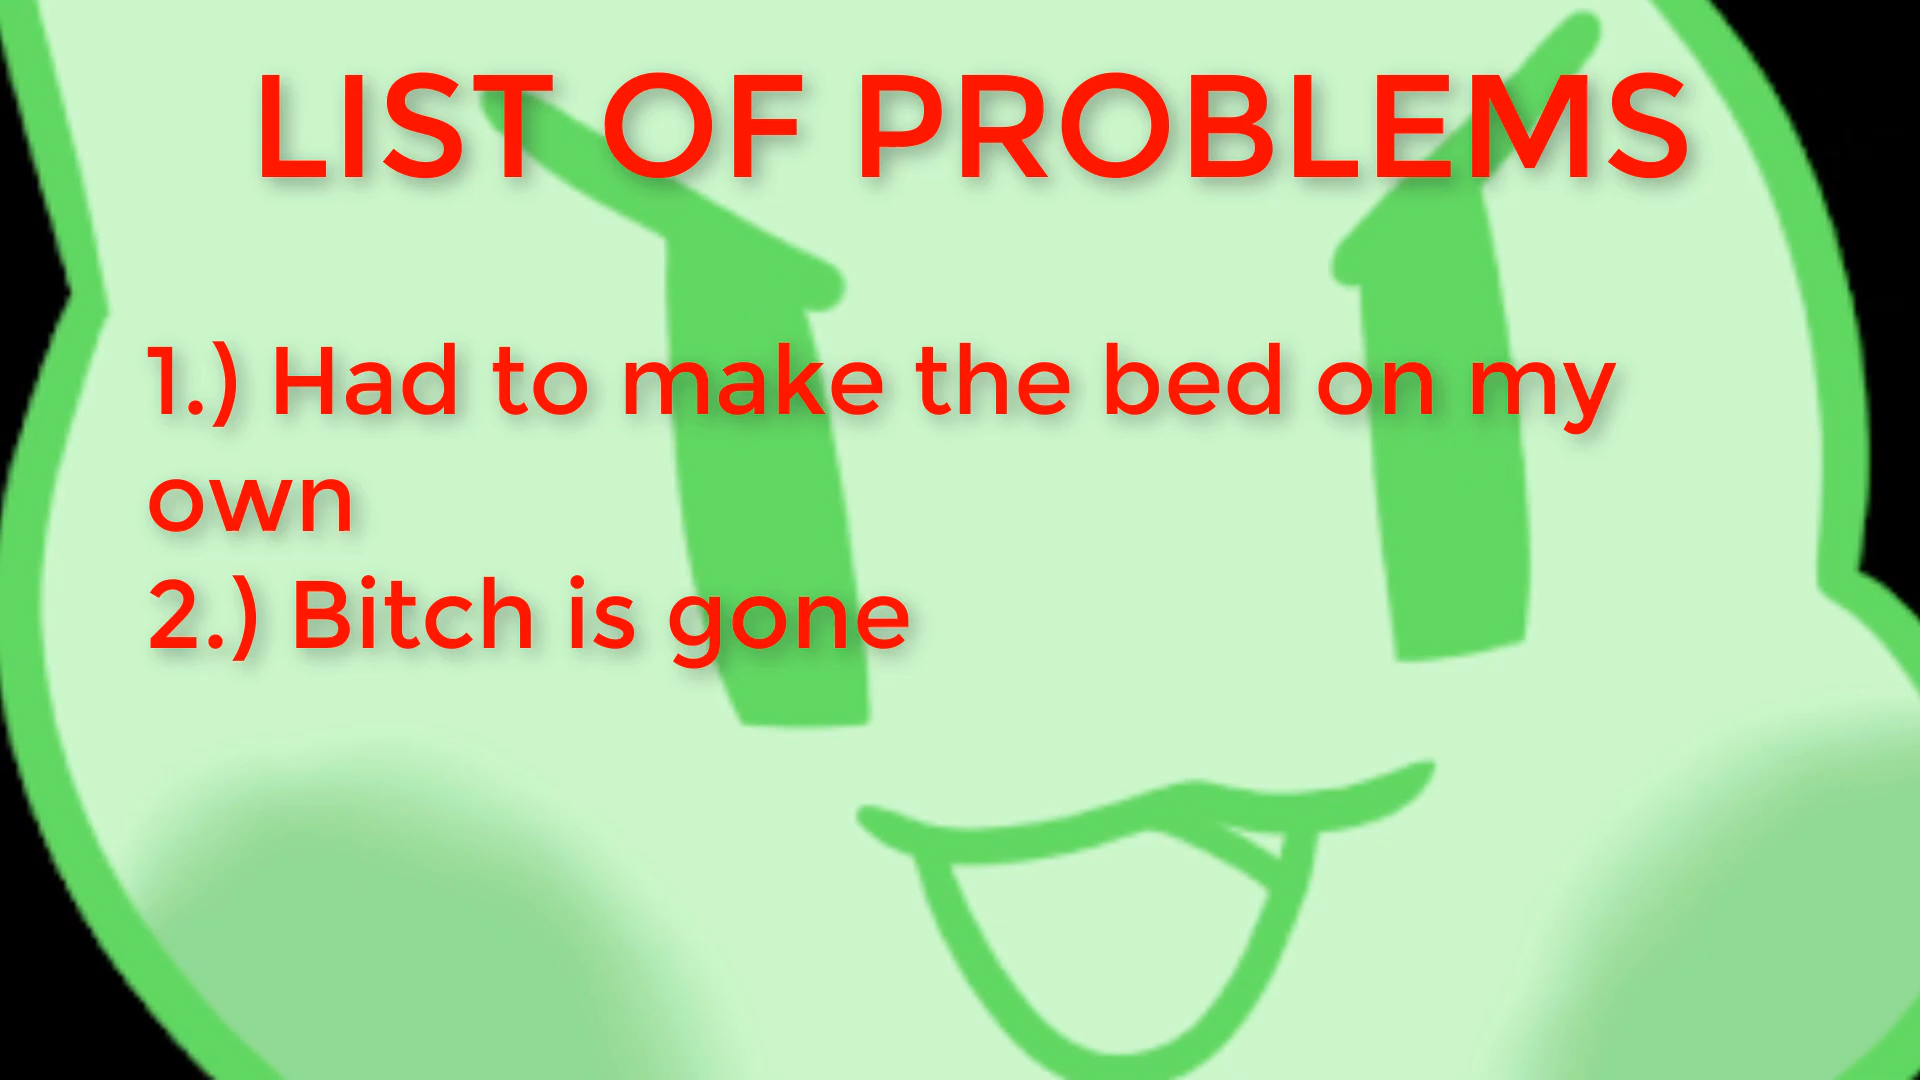 LIST OF PROBLEMS
1.) Had to make the bed on my
own
2.) Bitch is gone